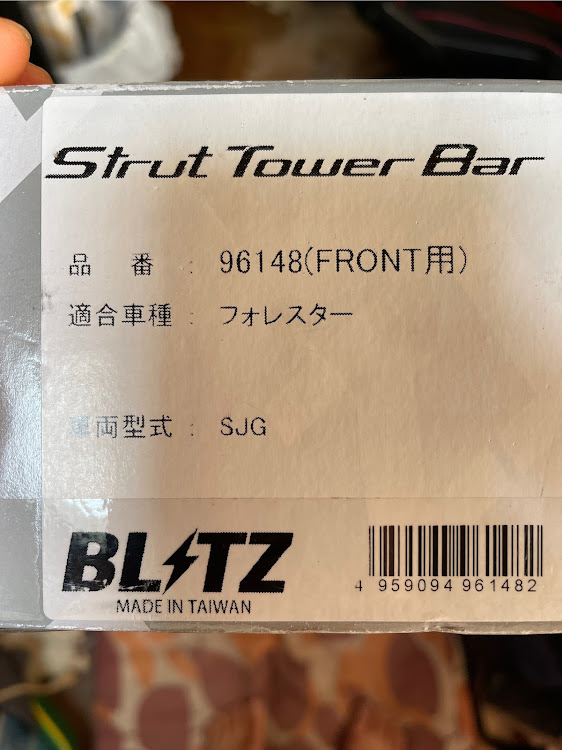 Strut Tower Bar
品 番 : 96148(FRONT用)
適合車種 : フォレスター
車両型式 : SJG
BLITZ
MADE IN TAIWAN
4 959094 961482